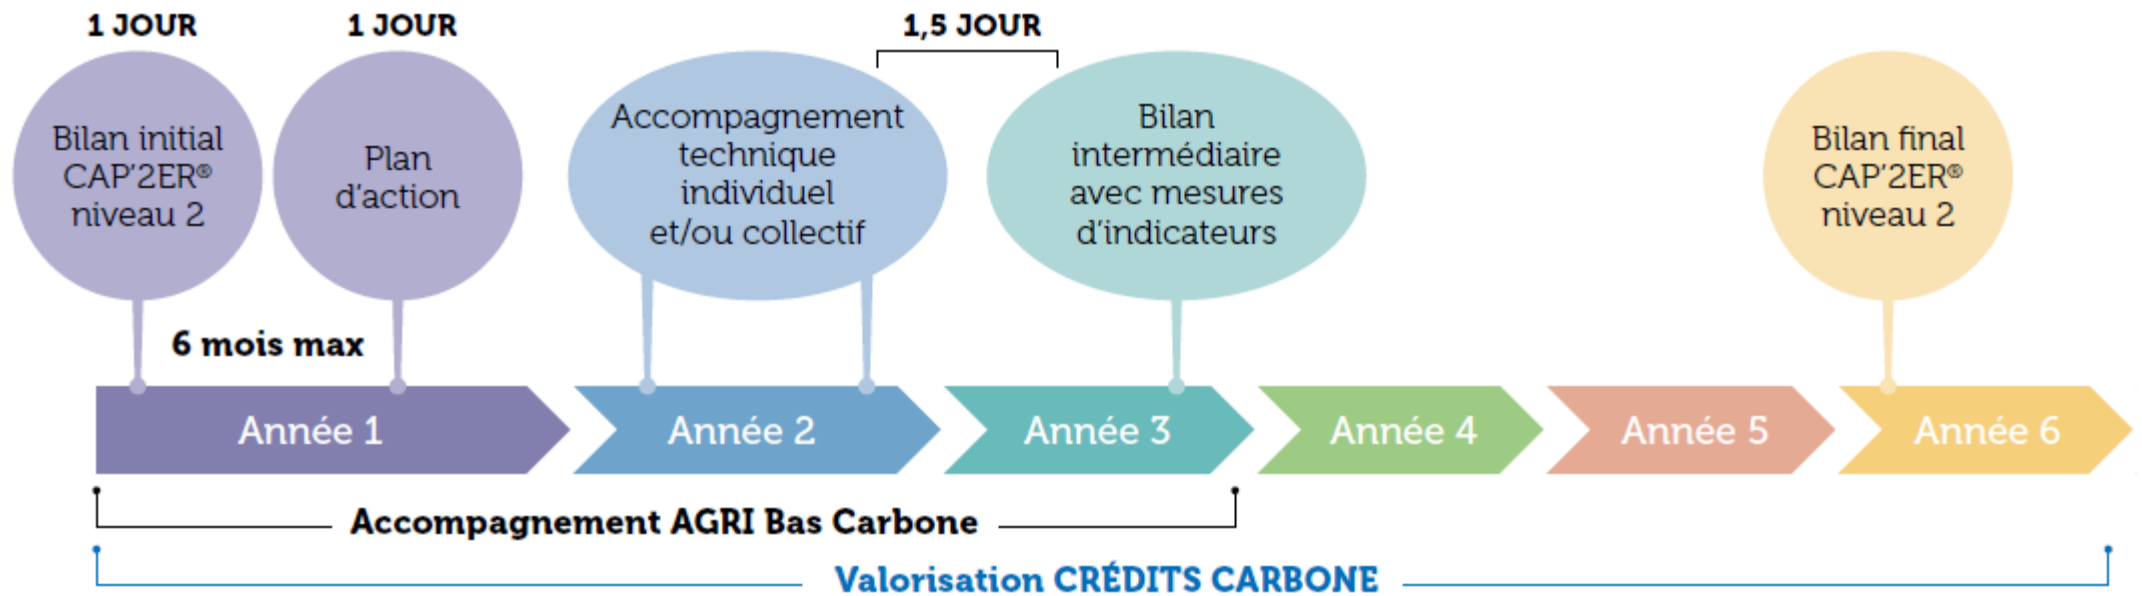 1 JOUR
1 JOUR
1,5 JOUR
Bilan initial
CAP'2ER®
niveau 2
Plan
d'action
Accompagnement
technique
individuel
et/ou collectif
Bilan
intermédiaire
avec mesures
d'indicateurs
Bilan final
CAP'2ER®
niveau 2
6 mois max
Année 1
Année 2
Année 3
Année 4
Année 5
Année 6
Accompagnement AGRI Bas Carbone
Valorisation CRÉDITS CARBONE